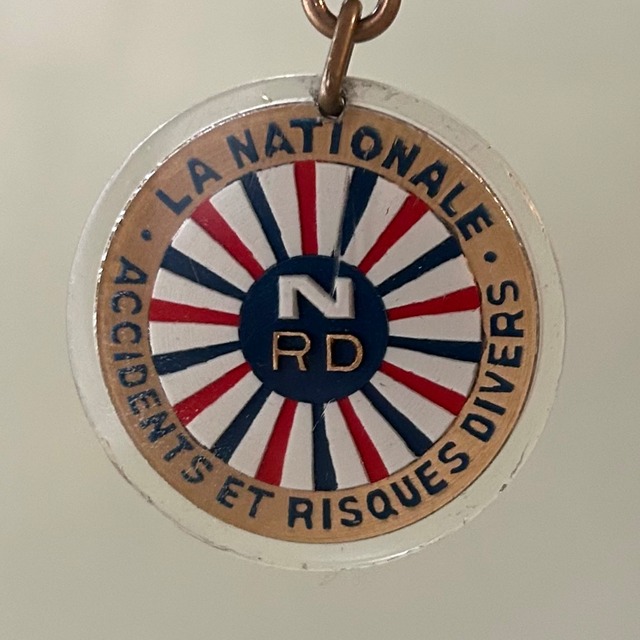 LA NATIONALE
N
RD
• ACCIDENTS ET RISQUES DIVERS •